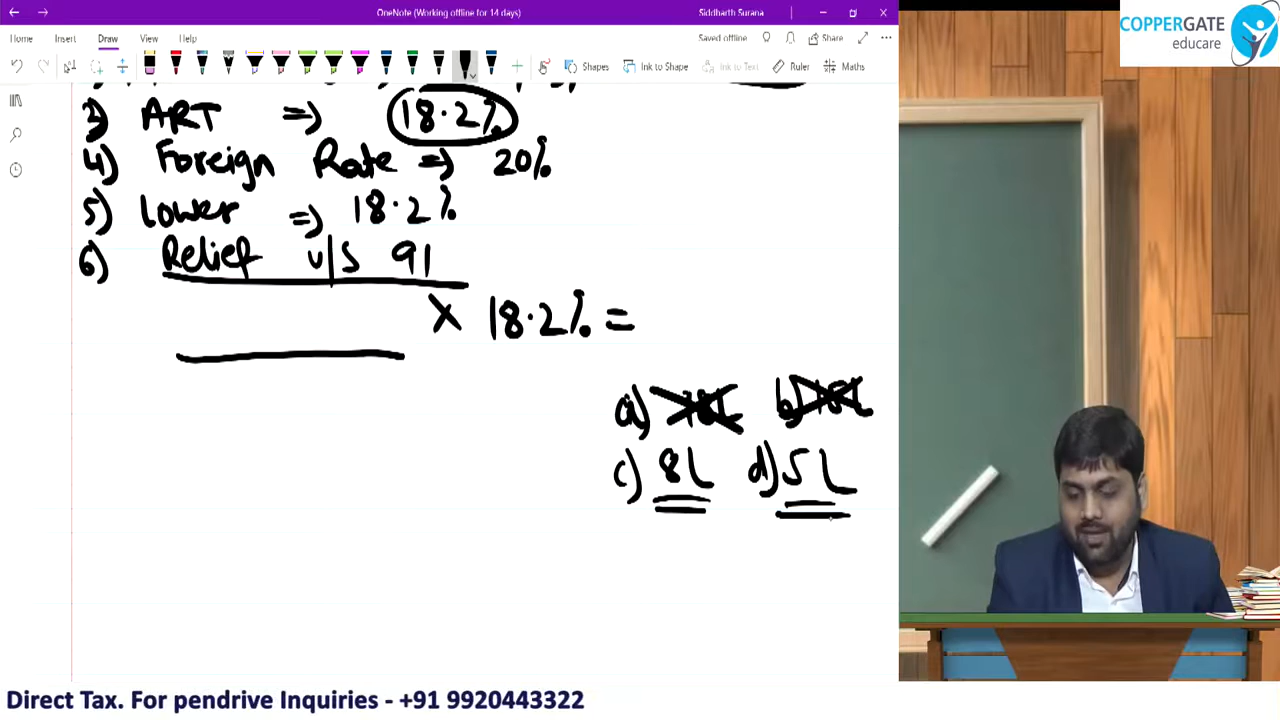 OneNote (Working offline for 14 days)
Siddharth Surana
COPPERGATE
educare
Home Insert Draw View Help
Saved offline
Share
Shapes
Ink to Shape
Ink to Text
Ruler
Maths
3) ART => 18.2%
4) Foreign Rate => 20%
5) Lower => 18.2%
6) Relief u/s 91
x 18.2% =
a) b)
c) 8L d) 5L
Direct Tax. For pendrive Inquiries - +91 9920443322